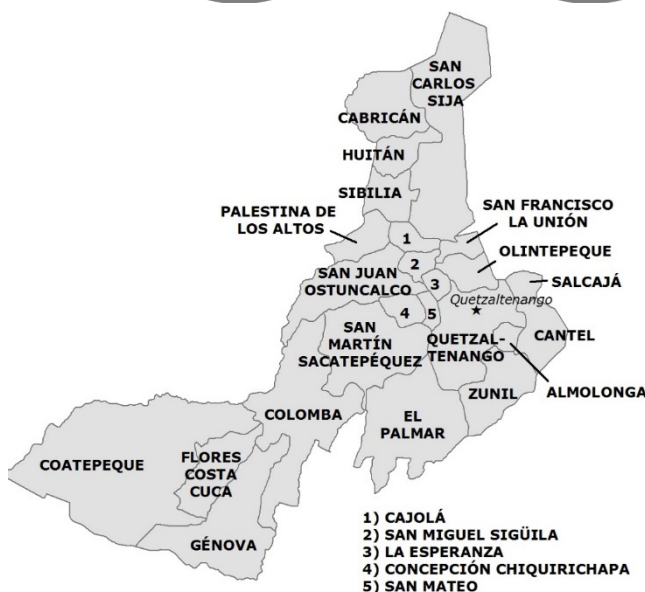 SAN
CARLOS
SIJA
CABRICÁN
HUITÁN
SIBILIA
PALESTINA DE
LOS ALTOS
SAN FRANCISCO
LA UNIÓN
1
OLINTEPEQUE
2
SAN JUAN
OSTUNCALCO
3
SALCAJÁ
Quetzaltenango
4
5
SAN
MARTÍN
SACATEPÉQUEZ
QUETZAL-
TENANGO
CANTEL
ALMOLONGA
ZUNIL
COLOMBA
EL
PALMAR
COATEPEQUE
FLORES
COSTA
CUCA
GÉNOVA
1) CAJOLÁ
2) SAN MIGUEL SIGÜILA
3) LA ESPERANZA
4) CONCEPCIÓN CHIQUIRICHAPA
5) SAN MATEO